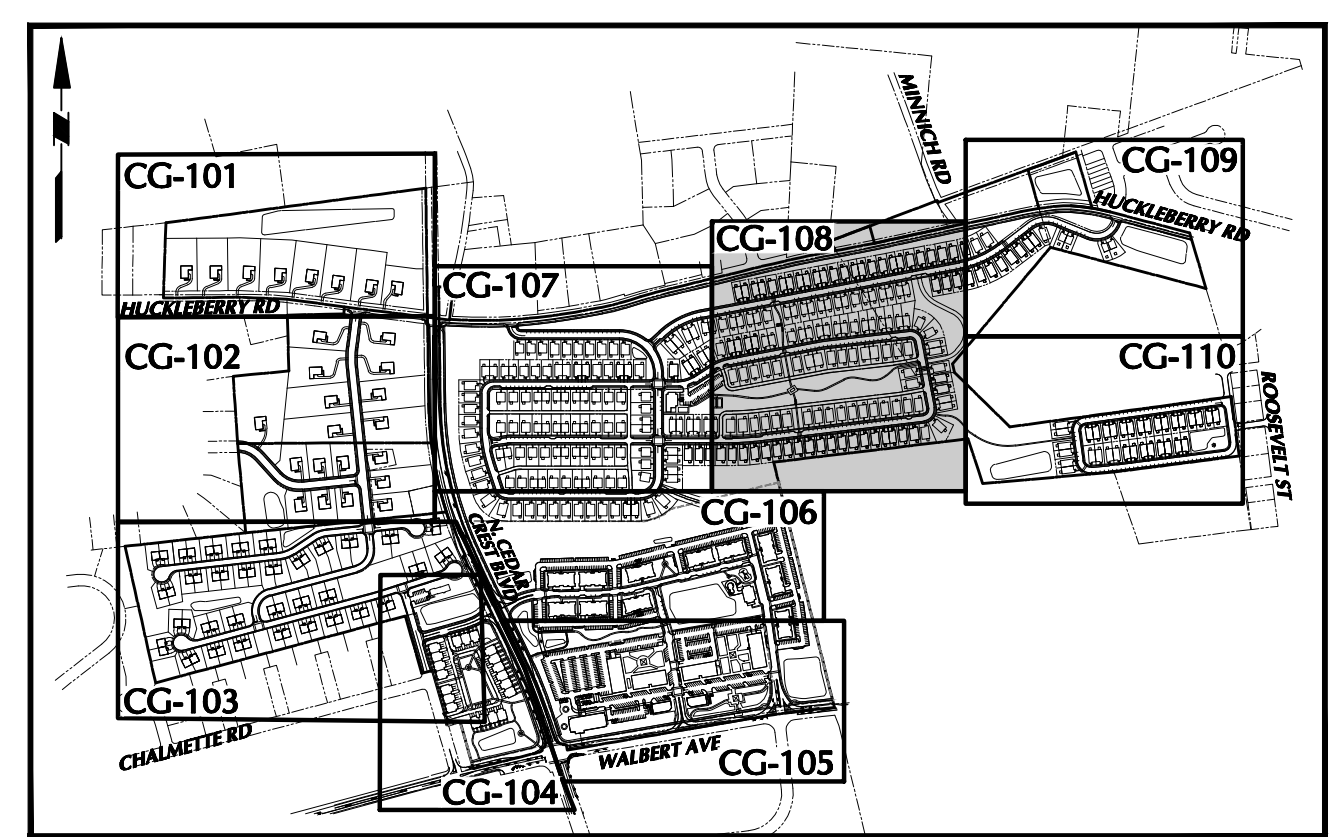 MINNICH RD
CG-101
CG-109
HUCKLEBERRY RD
CG-108
CG-107
HUCKLEBERRY RD
CG-102
CG-110
ROOSEVELT ST
CG-106
N. CEDAR
CREST BLVD
CG-103
CHALMETTE RD
WALBERT AVE
CG-105
CG-104